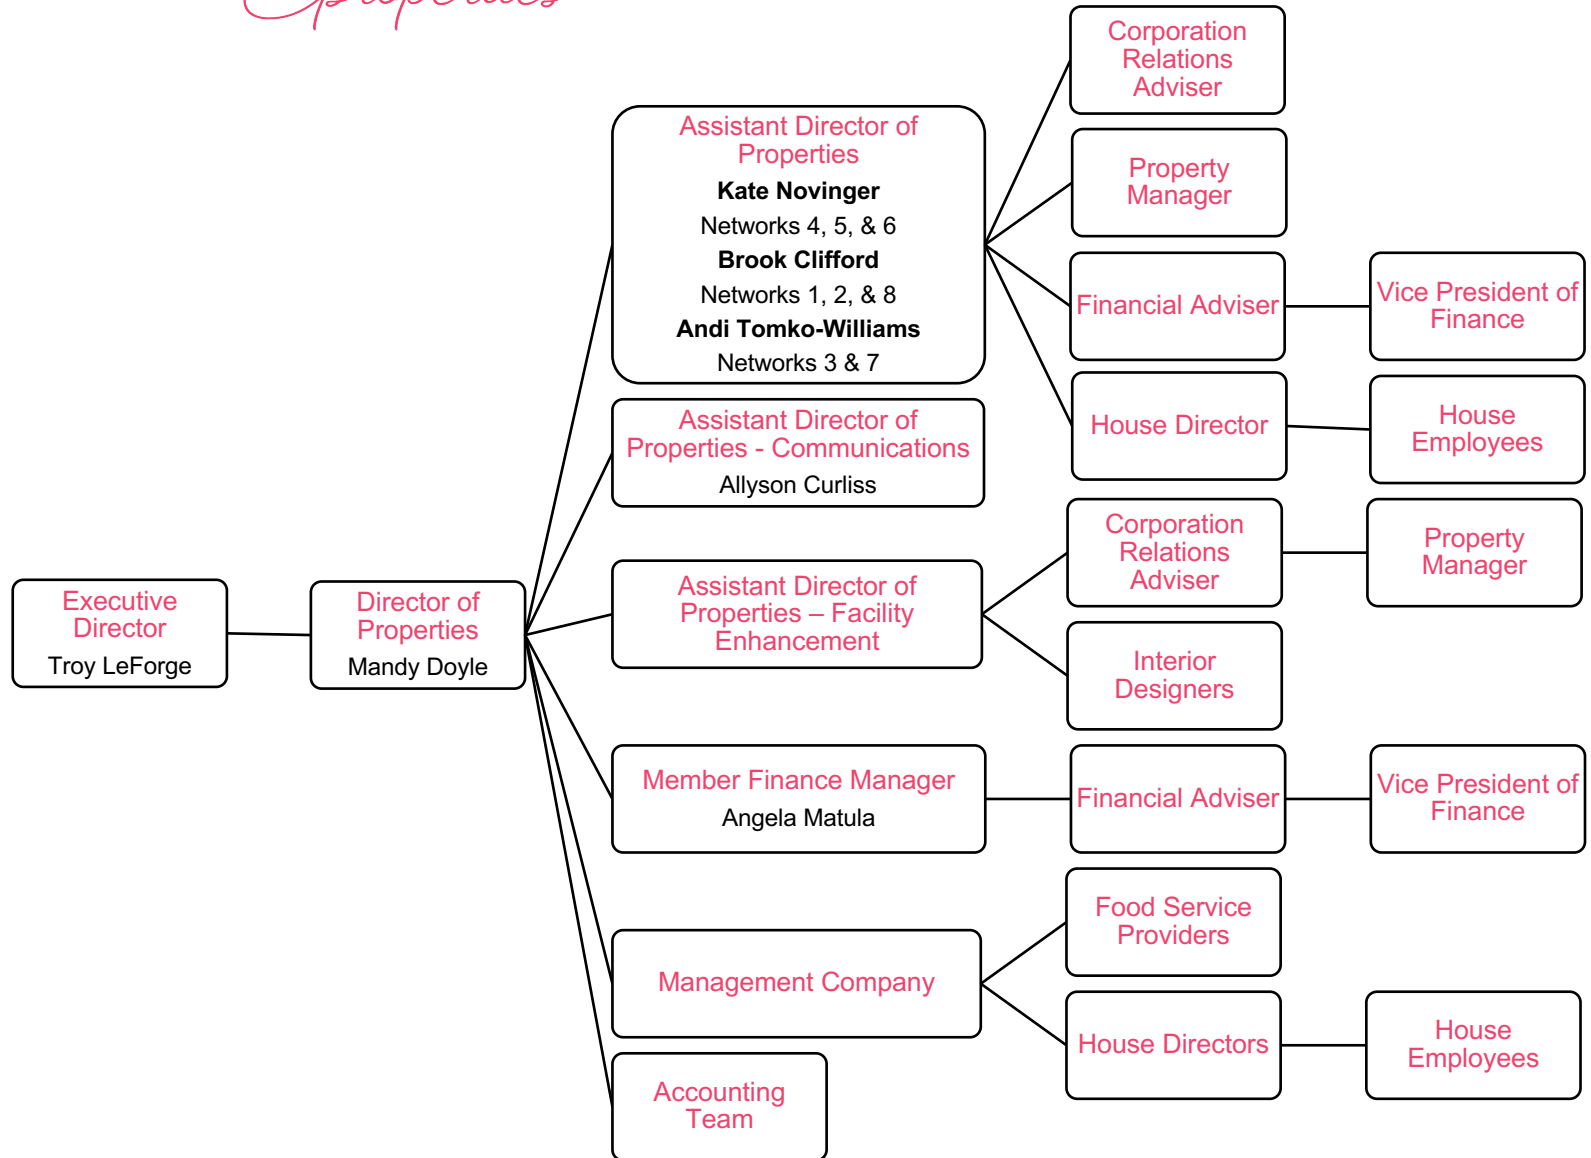 Properties
Corporation
Relations
Adviser
Assistant Director of
Properties
Kate Novinger
Networks 4, 5, & 6
Brook Clifford
Networks 1, 2, & 8
Andi Tomko-Williams
Networks 3 & 7
Property
Manager
Financial Adviser
Vice President of
Finance
House Director
House
Employees
Assistant Director of
Properties - Communications
Allyson Curliss
Executive
Director
Troy LeForge
Director of
Properties
Mandy Doyle
Assistant Director of
Properties – Facility
Enhancement
Corporation
Relations
Adviser
Property
Manager
Interior
Designers
Member Finance Manager
Angela Matula
Financial Adviser
Vice President of
Finance
Management Company
Food Service
Providers
House Directors
House
Employees
Accounting
Team